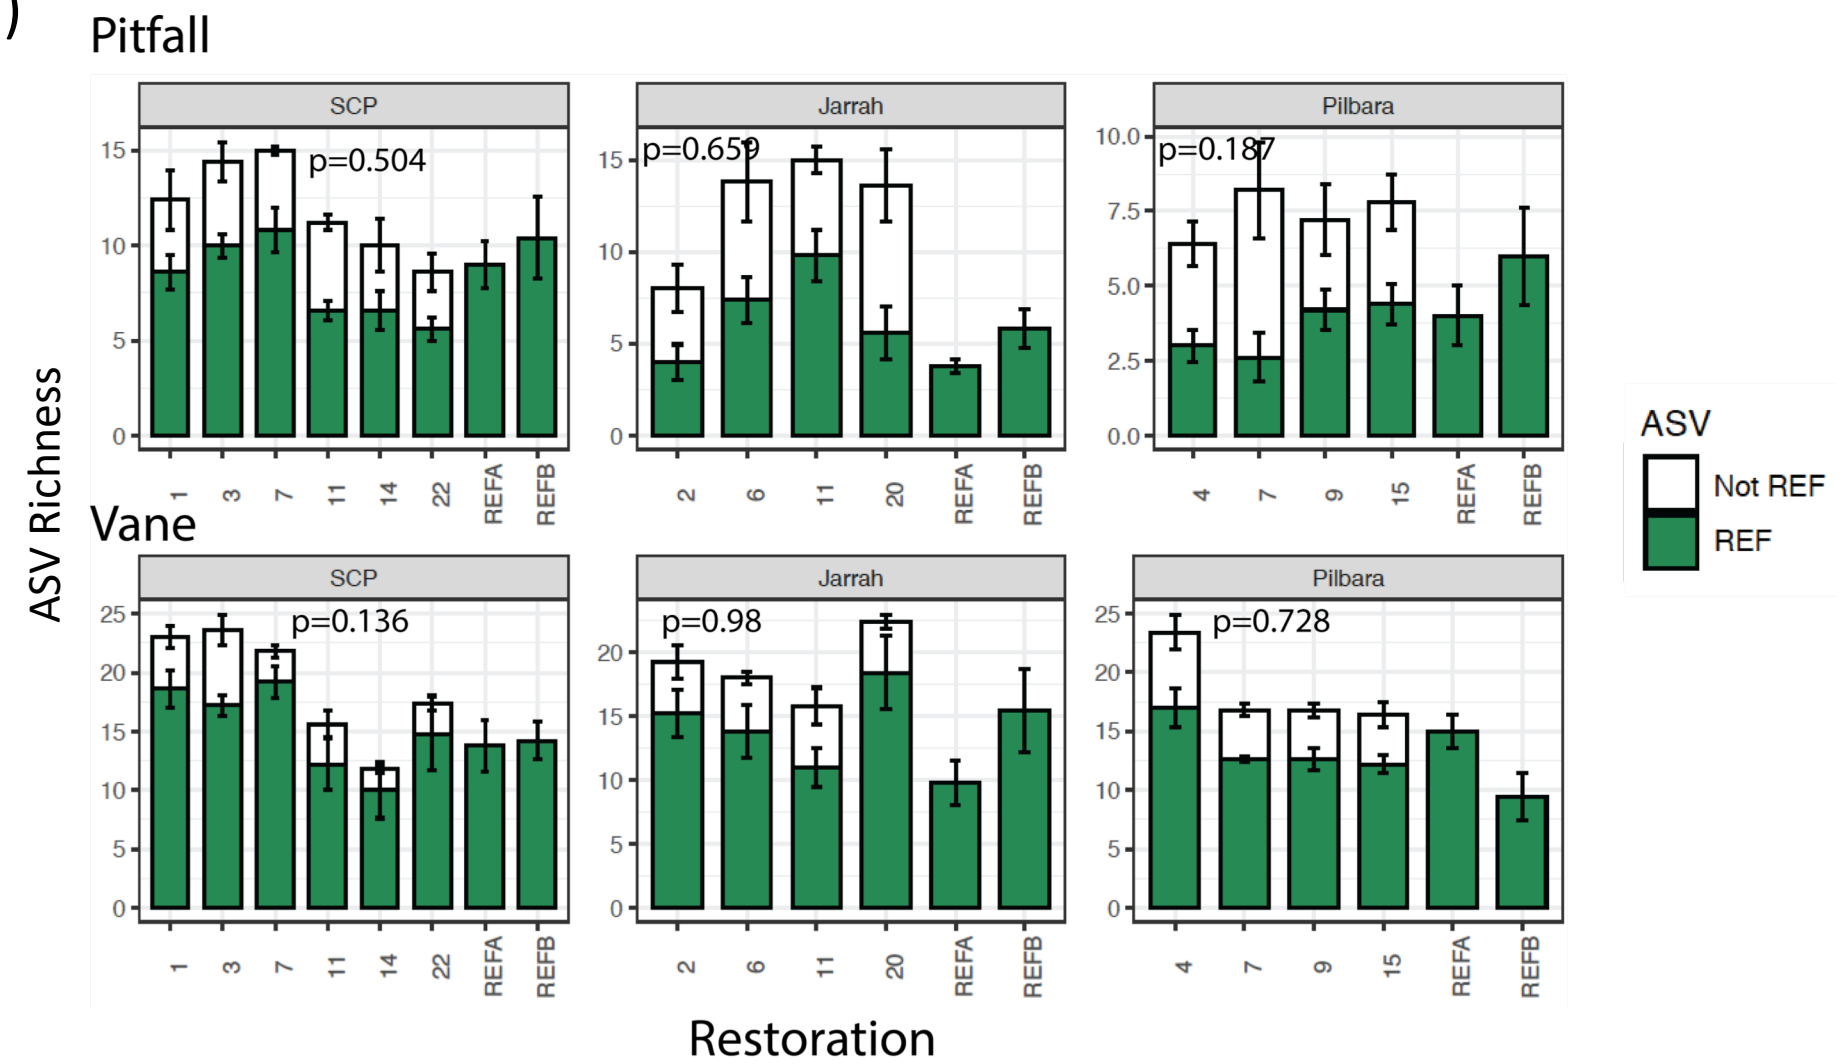 )
Pitfall
SCP
Jarrah
Pilbara
15
10
5
0
p=0.504
15
10
5
0
p=0.659
10.0
7.5
5.0
2.5
0.0
p=0.187
1 3 7 11 14 22 REFA REFB
2 6 11 20 REFA REFB
4 7 9 15 REFA REFB
ASV Richness
ASV
Not REF
REF
Vane
SCP
Jarrah
Pilbara
25
20
15
10
5
0
p=0.136
20
15
10
5
0
p=0.98
25
20
15
10
5
0
p=0.728
1 3 7 11 14 22 REFA REFB
2 6 11 20 REFA REFB
4 7 9 15 REFA REFB
Restoration